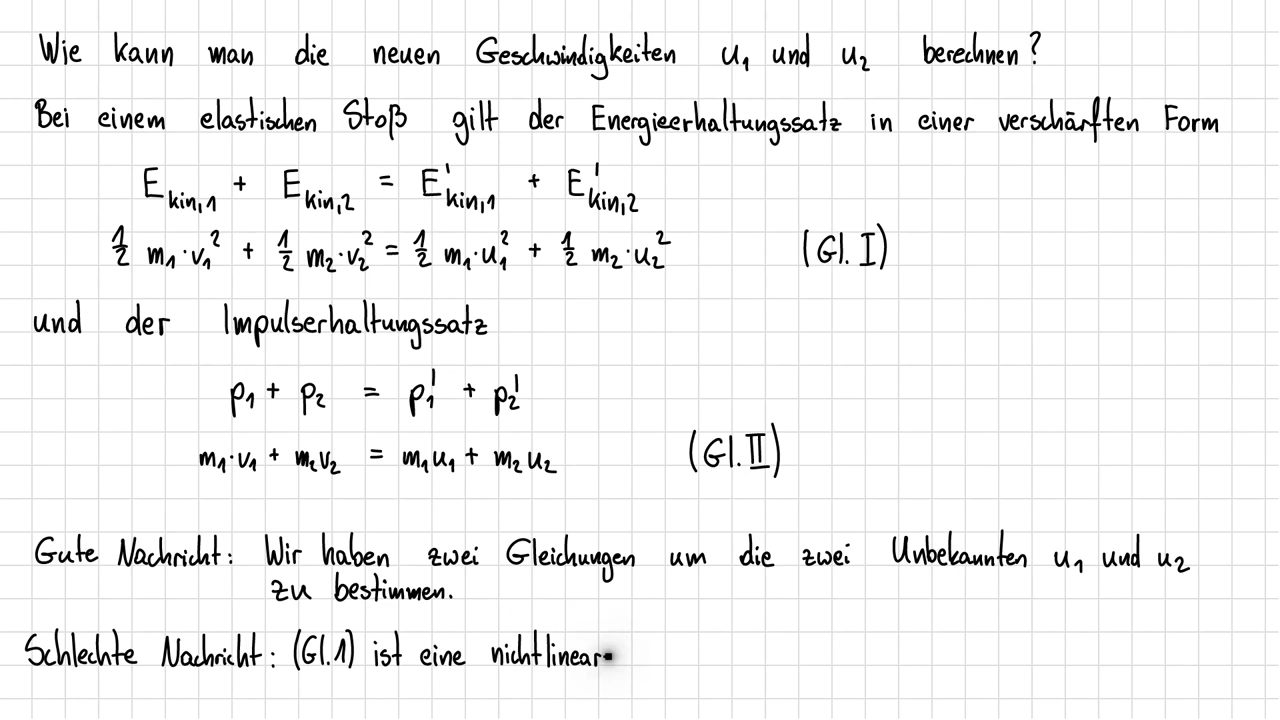 Wie kann man die neuen Geschwindigkeiten u₁ und u₂ berechnen?
Bei einem elastischen Stoß gilt der Energieerhaltungssatz in einer verschärften Form
E_kin,1 + E_kin,2 = E'_kin,1 + E'_kin,2
½ m₁·v₁² + ½ m₂·v₂² = ½ m₁·u₁² + ½ m₂·u₂² (Gl. I)
und der Impulserhaltungssatz
p₁ + p₂ = p₁' + p₂'
m₁·v₁ + m₂v₂ = m₁u₁ + m₂u₂ (Gl. II)
Gute Nachricht: Wir haben zwei Gleichungen um die zwei Unbekannten u₁ und u₂
zu bestimmen.
Schlechte Nachricht: (Gl. 1) ist eine nichtlinear